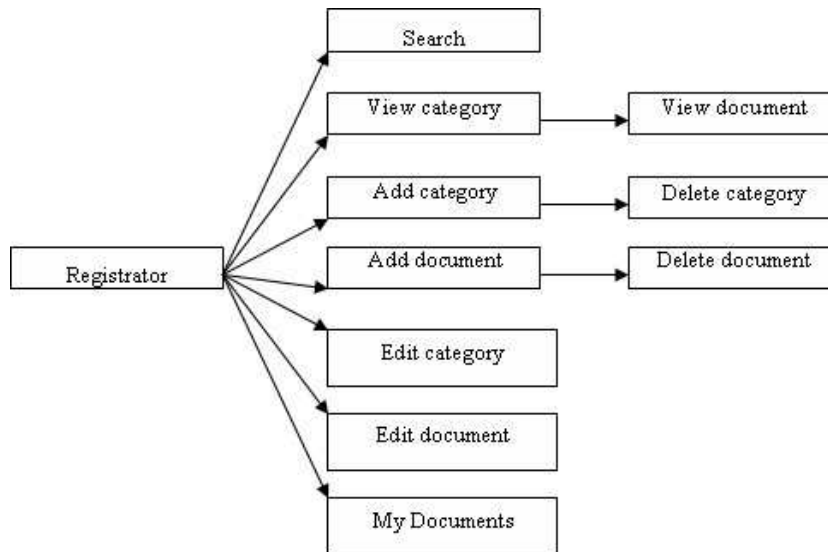 Search
View category
View document
Add category
Delete category
Registrator
Add document
Delete document
Edit category
Edit document
My Documents